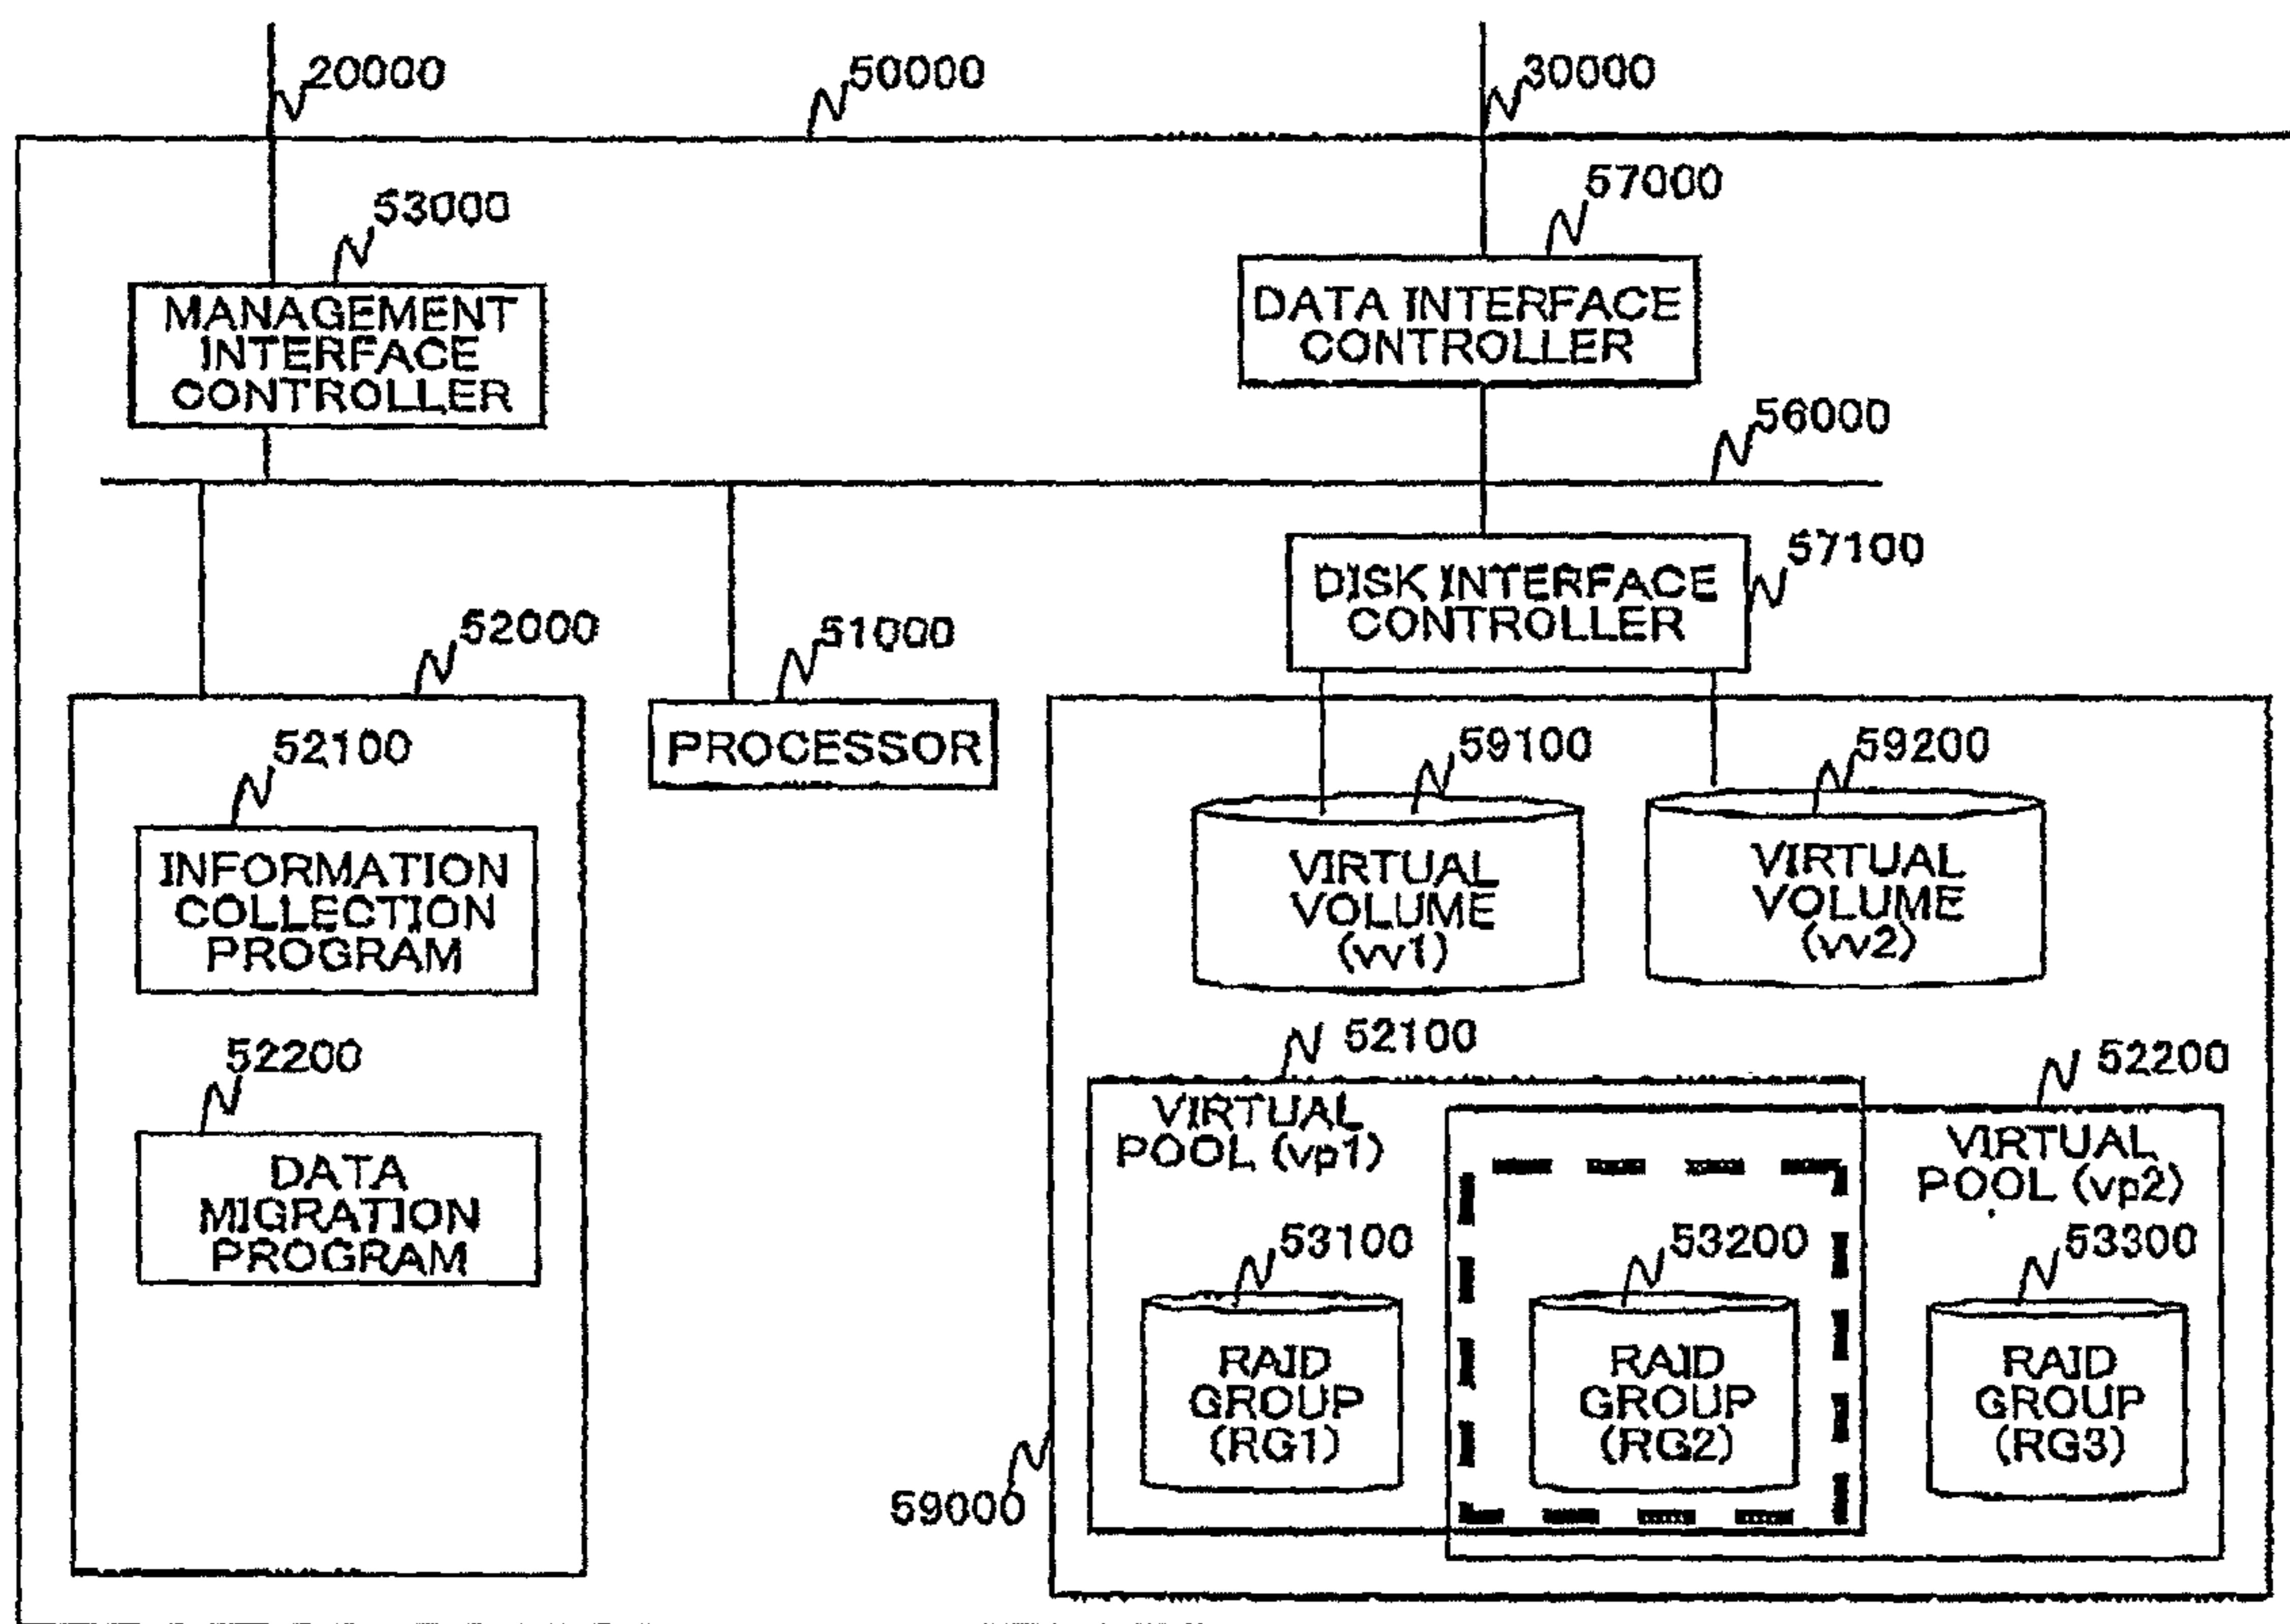 20000
50000
30000
53000
57000
MANAGEMENT
INTERFACE
CONTROLLER
DATA INTERFACE
CONTROLLER
56000
57100
DISK INTERFACE
CONTROLLER
52000
51000
PROCESSOR
52100
INFORMATION
COLLECTION
PROGRAM
52200
DATA
MIGRATION
PROGRAM
59100
59200
VIRTUAL
VOLUME
(vv1)
VIRTUAL
VOLUME
(vv2)
52100
52200
VIRTUAL
POOL (vp1)
VIRTUAL
POOL (vp2)
53100
53200
53300
RAID
GROUP
(RG1)
RAID
GROUP
(RG2)
RAID
GROUP
(RG3)
59000